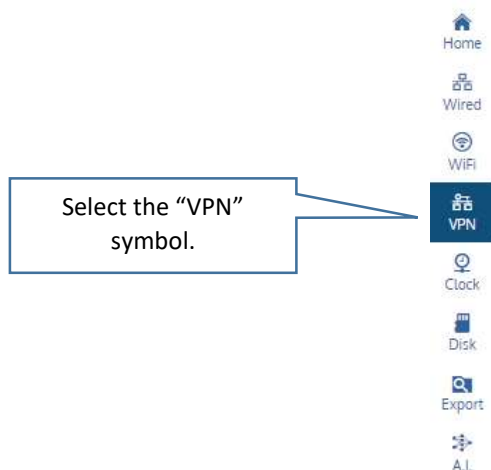 Home
Wired
WiFi
Select the “VPN”
symbol.
VPN
Clock
Disk
Export
A.I.